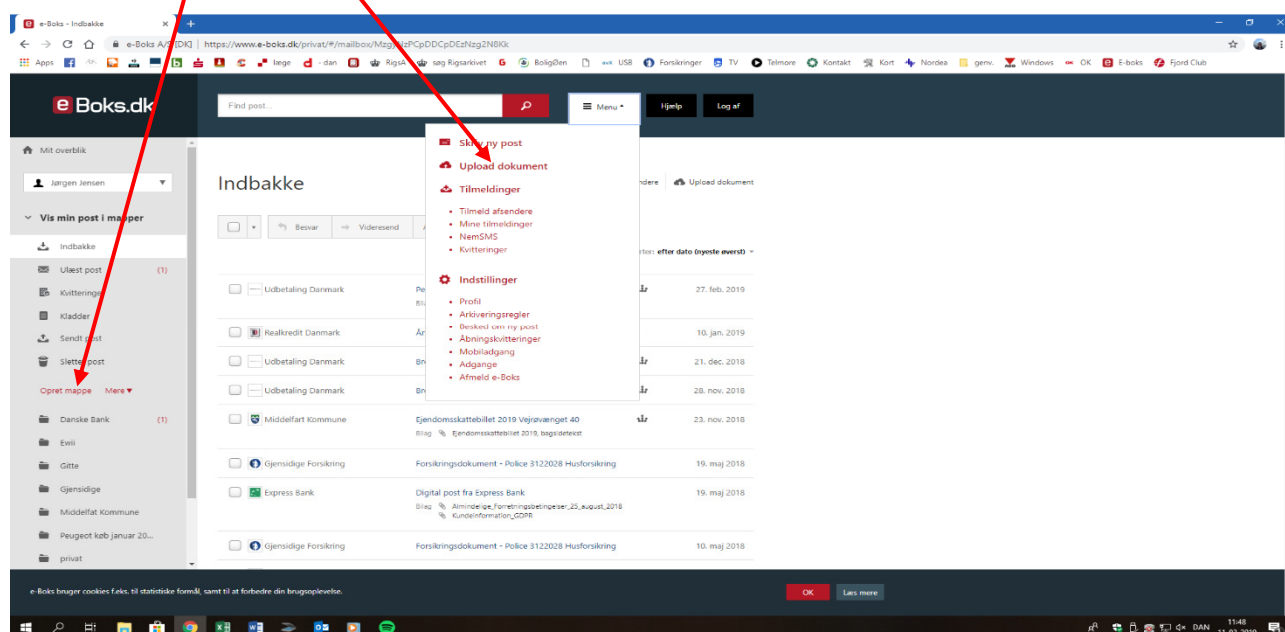 e-Boks - Indbakke
e-Boks A/S [DK] | https://www.e-boks.dk/privat/#/mailbox/
Apps læge - dan RigsA søg Rigsarkivet BoligØen USB Forsikringer TV Telmore Kontakt Kort Nordea genv. Windows OK E-boks Fjord Club
e Boks.dk
Find post...
Menu
Hjælp
Log af
Mit overblik
Jørgen Jensen
Vis min post i mapper
Indbakke
Ulæst post (1)
Kvitteringer
Kladder
Sendt post
Slettet post
Opret mappe Mere
Danske Bank (1)
Ewii
Gitte
Gjensidige
Middelfat Kommune
Peugeot køb januar 20...
privat
Indbakke
Upload dokument
Besvar Videresend
efter dato (nyeste øverst)
Skriv ny post
Upload dokument
Tilmeldinger
Tilmeld afsendere
Mine tilmeldinger
NemSMS
Kvitteringer
Indstillinger
Profil
Arkiveringsregler
Besked om ny post
Åbningskvitteringer
Mobiladgang
Adgange
Afmeld e-Boks
Udbetaling Danmark 27. feb. 2019
Realkredit Danmark 10. jan. 2019
Udbetaling Danmark 21. dec. 2018
Udbetaling Danmark 28. nov. 2018
Middelfart Kommune Ejendomsskattebillet 2019 Vejrøvænget 40 23. nov. 2018
Bilag Ejendomsskattebillet 2019, bagsidetekst
Gjensidige Forsikring Forsikringsdokument - Police 3122028 Husforsikring 19. maj 2018
Express Bank Digital post fra Express Bank 19. maj 2018
Bilag Almindelige_Forretningsbetingelser_25_august_2018
Kundeinformation_GDPR
Gjensidige Forsikring Forsikringsdokument - Police 3122028 Husforsikring 10. maj 2018
e-Boks bruger cookies f.eks. til statistiske formål, samt til at forbedre din brugsoplevelse.
OK
Læs mere
DAN
11:48